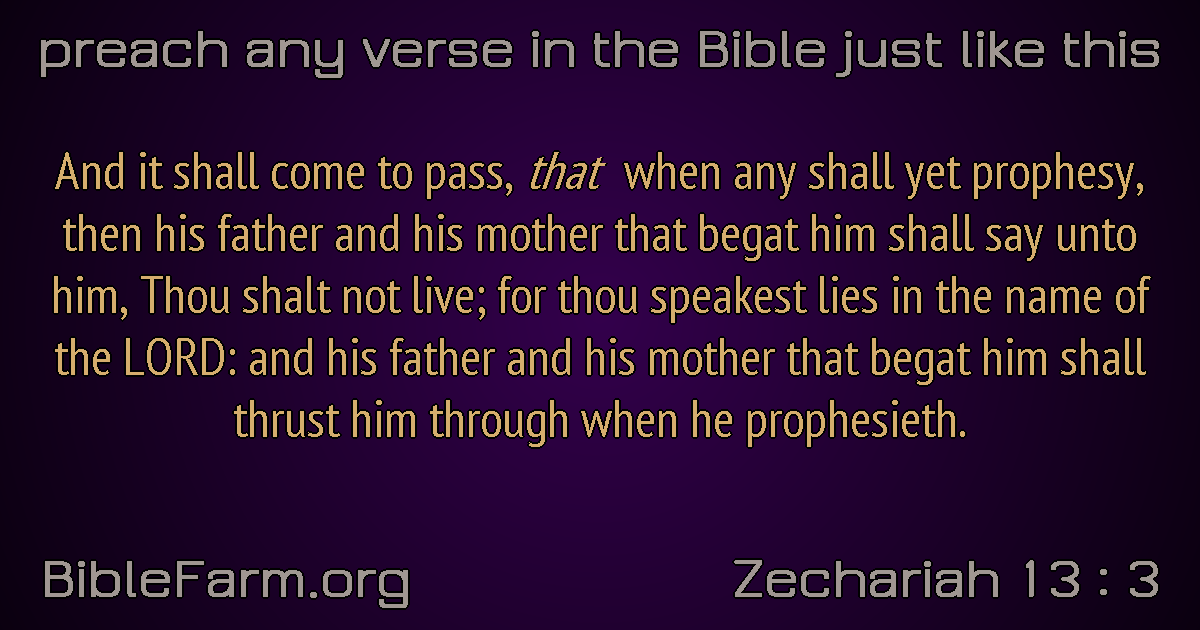 preach any verse in the Bible just like this
And it shall come to pass, that when any shall yet prophesy,
then his father and his mother that begat him shall say unto
him, Thou shalt not live; for thou speakest lies in the name of
the LORD: and his father and his mother that begat him shall
thrust him through when he prophesieth.
BibleFarm.org
Zechariah 13 : 3